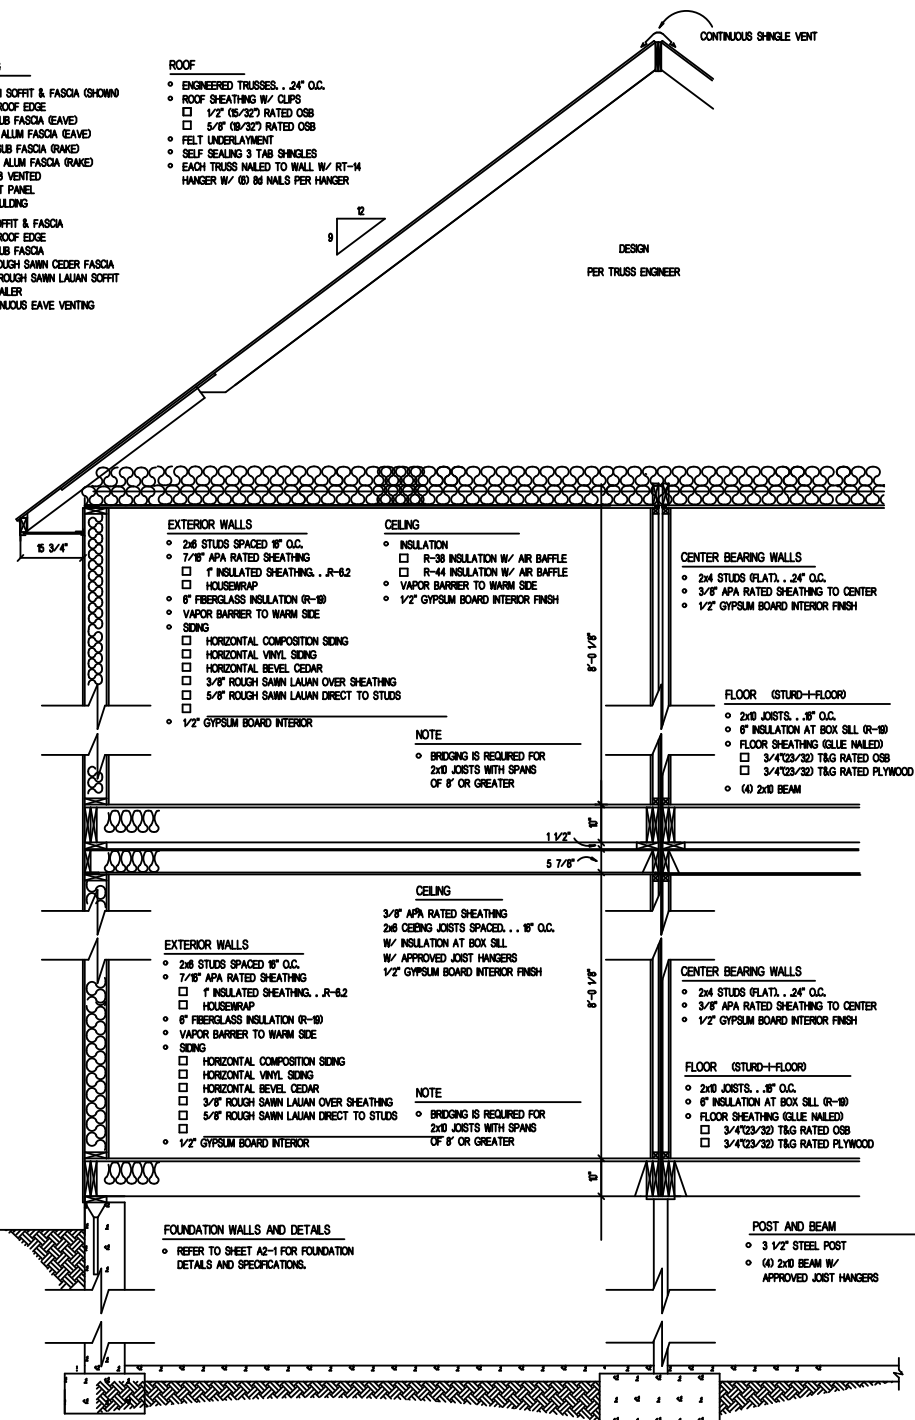 CONTINUOUS SHINGLE VENT
SOFFIT & FASCIA (SHOWN)
ROOF EDGE
SUB FASCIA (EAVE)
ALUM FASCIA (EAVE)
SUB FASCIA (RAKE)
ALUM FASCIA (RAKE)
VENTED
PANEL
SOFFIT & FASCIA
ROOF EDGE
SUB FASCIA
ROUGH SAWN CEDER FASCIA
ROUGH SAWN LAUAN SOFFIT
EAVE VENTING
ROOF
ENGINEERED TRUSSES. . .24" O.C.
ROOF SHEATHING W/ CLIPS
1/2" (15/32") RATED OSB
5/8" (19/32") RATED OSB
FELT UNDERLAYMENT
SELF SEALING 3 TAB SHINGLES
EACH TRUSS NAILED TO WALL W/ RT-14
HANGER W/ (6) 8d NAILS PER HANGER
12
9
DESIGN
PER TRUSS ENGINEER
15 3/4"
EXTERIOR WALLS
2x6 STUDS SPACED 16" O.C.
7/16" APA RATED SHEATHING
1" INSULATED SHEATHING. . .R-6.2
HOUSEWRAP
6" FIBERGLASS INSULATION (R-19)
VAPOR BARRIER TO WARM SIDE
SIDING
HORIZONTAL COMPOSITION SIDING
HORIZONTAL VINYL SIDING
HORIZONTAL BEVEL CEDAR
3/8" ROUGH SAWN LAUAN OVER SHEATHING
5/8" ROUGH SAWN LAUAN DIRECT TO STUDS
1/2" GYPSUM BOARD INTERIOR
CEILING
INSULATION
R-38 INSULATION W/ AIR BAFFLE
R-44 INSULATION W/ AIR BAFFLE
VAPOR BARRIER TO WARM SIDE
1/2" GYPSUM BOARD INTERIOR FINISH
8'-0 1/8"
CENTER BEARING WALLS
2x4 STUDS (FLAT). . .24" O.C.
3/8" APA RATED SHEATHING TO CENTER
1/2" GYPSUM BOARD INTERIOR FINISH
NOTE
BRIDGING IS REQUIRED FOR
2x10 JOISTS WITH SPANS
OF 8' OR GREATER
FLOOR (STURD-I-FLOOR)
2x10 JOISTS. . .16" O.C.
6" INSULATION AT BOX SILL (R-19)
FLOOR SHEATHING (GLUE NAILED)
3/4"(23/32) T&G RATED OSB
3/4"(23/32) T&G RATED PLYWOOD
(4) 2x10 BEAM
10"
1 1/2"
5 7/8"
CEILING
3/8" APA RATED SHEATHING
2x6 CEILING JOISTS SPACED. . . 16" O.C.
W/ INSULATION AT BOX SILL
W/ APPROVED JOIST HANGERS
1/2" GYPSUM BOARD INTERIOR FINISH
EXTERIOR WALLS
2x6 STUDS SPACED 16" O.C.
7/16" APA RATED SHEATHING
1" INSULATED SHEATHING. . .R-6.2
HOUSEWRAP
6" FIBERGLASS INSULATION (R-19)
VAPOR BARRIER TO WARM SIDE
SIDING
HORIZONTAL COMPOSITION SIDING
HORIZONTAL VINYL SIDING
HORIZONTAL BEVEL CEDAR
3/8" ROUGH SAWN LAUAN OVER SHEATHING
5/8" ROUGH SAWN LAUAN DIRECT TO STUDS
1/2" GYPSUM BOARD INTERIOR
8'-0 1/8"
CENTER BEARING WALLS
2x4 STUDS (FLAT). . .24" O.C.
3/8" APA RATED SHEATHING TO CENTER
1/2" GYPSUM BOARD INTERIOR FINISH
NOTE
BRIDGING IS REQUIRED FOR
2x10 JOISTS WITH SPANS
OF 8' OR GREATER
FLOOR (STURD-I-FLOOR)
2x10 JOISTS. . .16" O.C.
6" INSULATION AT BOX SILL (R-19)
FLOOR SHEATHING (GLUE NAILED)
3/4"(23/32) T&G RATED OSB
3/4"(23/32) T&G RATED PLYWOOD
10"
FOUNDATION WALLS AND DETAILS
REFER TO SHEET A2-1 FOR FOUNDATION
DETAILS AND SPECIFICATIONS.
POST AND BEAM
3 1/2" STEEL POST
(4) 2x10 BEAM W/
APPROVED JOIST HANGERS